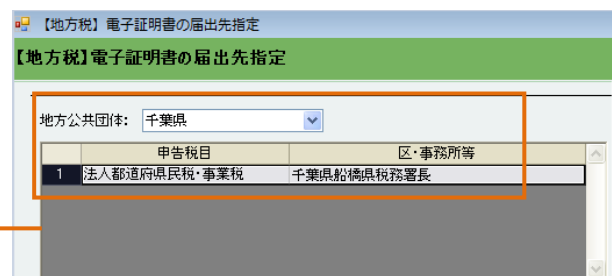 【地方税】電子証明書の届出先指定
【地方税】電子証明書の届出先指定
地方公共団体: 千葉県
申告税目 区・事務所等
1 法人都道府県民税・事業税 千葉県船橋県税務署長